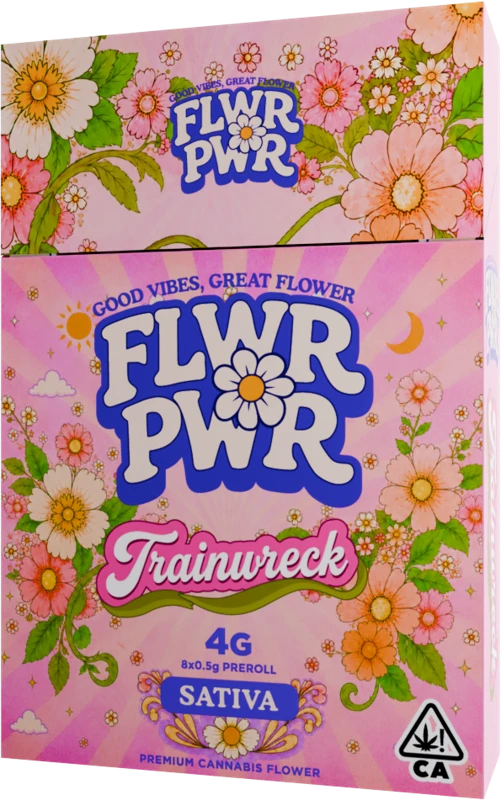 GOOD VIBES, GREAT FLOWER
FLWR
PWR
GOOD VIBES, GREAT FLOWER
FLWR
PWR
Trainwreck
4G
8x0.5g PREROLL
SATIVA
PREMIUM CANNABIS FLOWER
!
CA